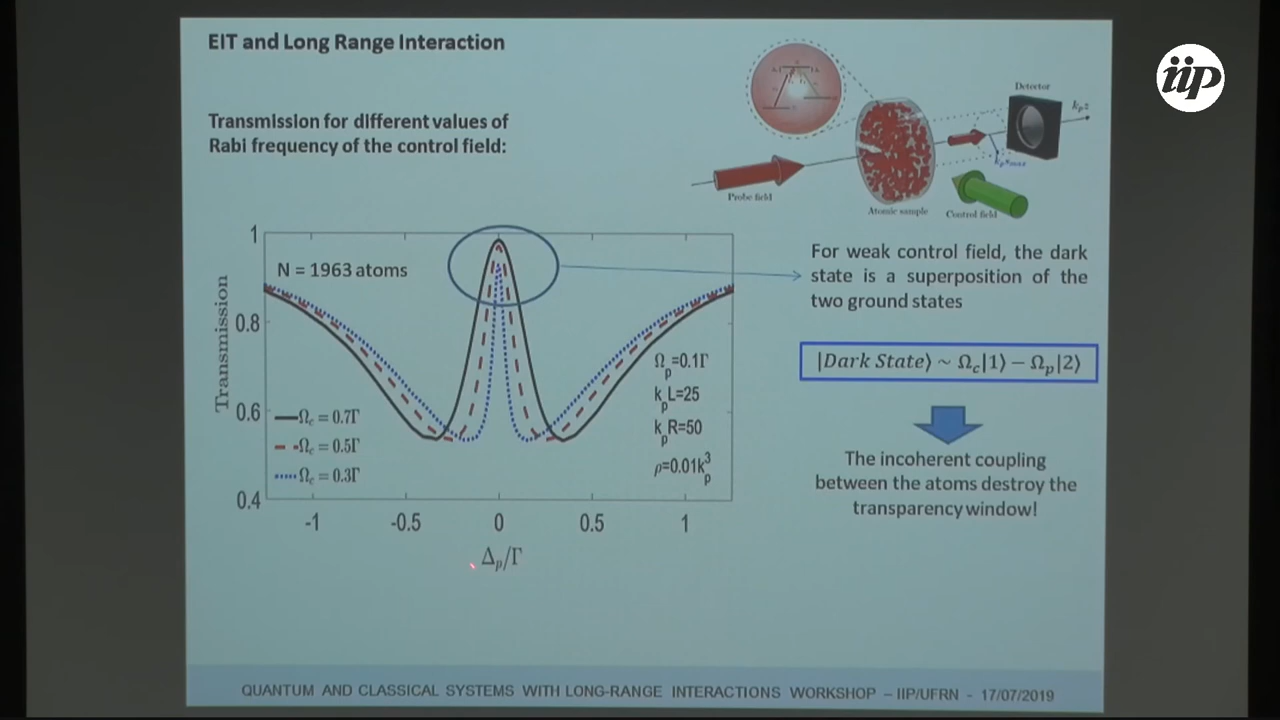 EIT and Long Range Interaction
iip
Transmission for different values of
Rabi frequency of the control field:
Detector
k_p z
Probe field
Atomic sample
Control field
For weak control field, the dark
state is a superposition of the
two ground states
|Dark State⟩ ~ Ω_c|1⟩ − Ω_p|2⟩
The incoherent coupling
between the atoms destroy the
transparency window!
Transmission
1
0.8
0.6
0.4
N = 1963 atoms
Ω_p=0.1Γ
k_pL=25
k_pR=50
ρ=0.01k_p^3
Ω_c = 0.7Γ
Ω_c = 0.5Γ
Ω_c = 0.3Γ
-1 -0.5 0 0.5 1
Δ_p/Γ
QUANTUM AND CLASSICAL SYSTEMS WITH LONG-RANGE INTERACTIONS WORKSHOP – IIP/UFRN - 17/07/2019